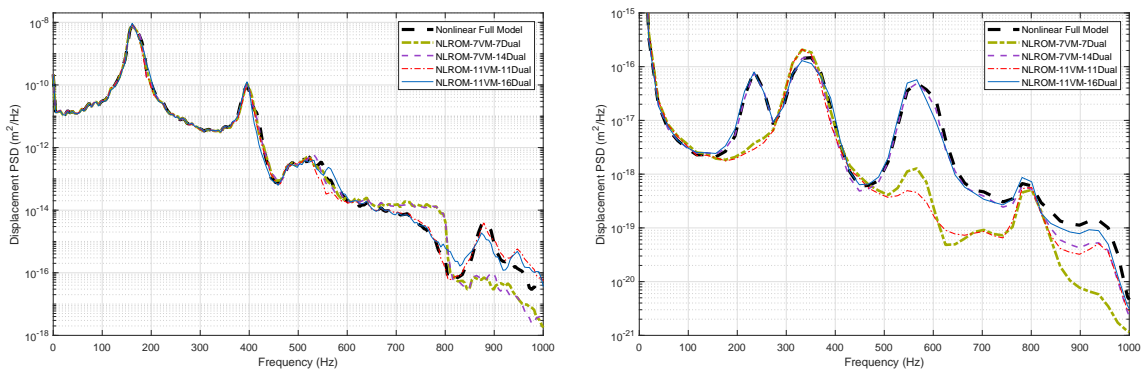 Nonlinear Full Model
NLROM-7VM-7Dual
NLROM-7VM-14Dual
NLROM-11VM-11Dual
NLROM-11VM-16Dual
Displacement PSD (m²/Hz)
10⁻⁸
10⁻¹⁰
10⁻¹²
10⁻¹⁴
10⁻¹⁶
10⁻¹⁸
0 100 200 300 400 500 600 700 800 900 1000
Frequency (Hz)
Nonlinear Full Model
NLROM-7VM-7Dual
NLROM-7VM-14Dual
NLROM-11VM-11Dual
NLROM-11VM-16Dual
Displacement PSD (m²/Hz)
10⁻¹⁵
10⁻¹⁶
10⁻¹⁷
10⁻¹⁸
10⁻¹⁹
10⁻²⁰
10⁻²¹
0 100 200 300 400 500 600 700 800 900 1000
Frequency (Hz)